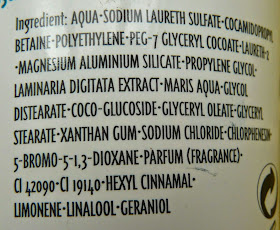 Ingredient: AQUA·SODIUM LAURETH SULFATE·COCAMIDOPROPYL
BETAINE·POLYETHYLENE·PEG-7 GLYCERYL COCOATE·LAURETH-2
·MAGNESIUM ALUMINIUM SILICATE·PROPYLENE GLYCOL·
LAMINARIA DIGITATA EXTRACT·MARIS AQUA·GLYCOL
DISTEARATE·COCO-GLUCOSIDE·GLYCERYL OLEATE·GLYCERYL
STEARATE·XANTHAN GUM·SODIUM CHLORIDE·CHLORPHENESIN·
5-BROMO-5-1,3-DIOXANE·PARFUM (FRAGRANCE)·
CI 42090·CI 19140·HEXYL CINNAMAL·
LIMONENE·LINALOOL·GERANIOL